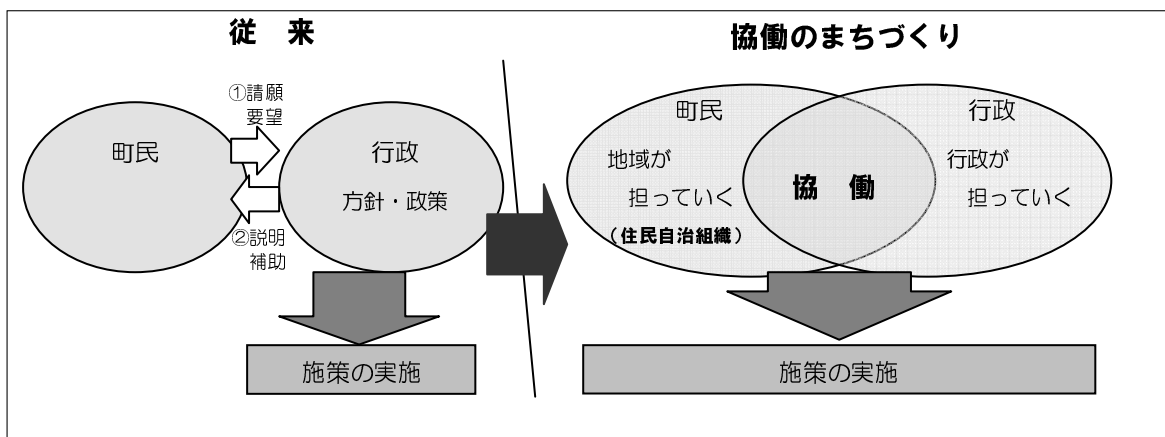 従　来
①請願
要望
町民
行政
方針・政策
②説明
補助
施策の実施
協働のまちづくり
町民
地域が
担っていく
（住民自治組織）
協　働
行政
行政が
担っていく
施策の実施